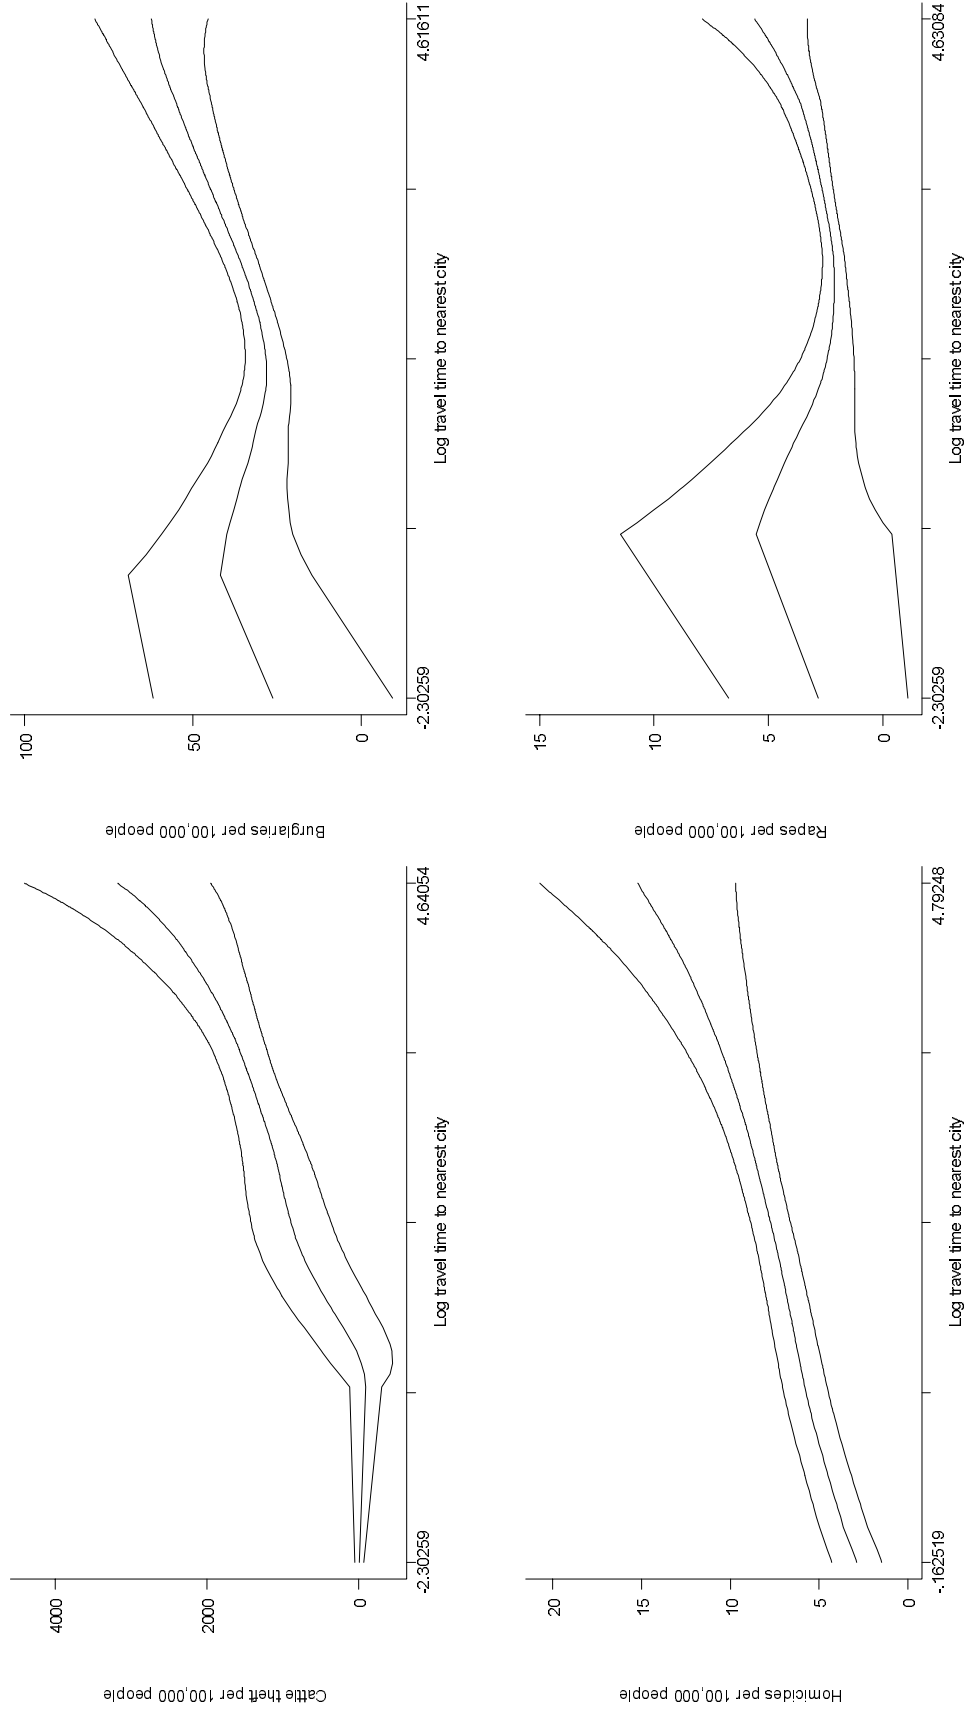 Cattle theft per 100,000 people
4000
2000
0
-2.30259
4.64054
Log travel time to nearest city
Burglaries per 100,000 people
100
50
0
-2.30259
4.61611
Log travel time to nearest city
Homicides per 100,000 people
20
15
10
5
0
-.162519
4.79248
Log travel time to nearest city
Rapes per 100,000 people
15
10
5
0
-2.30259
4.63084
Log travel time to nearest city